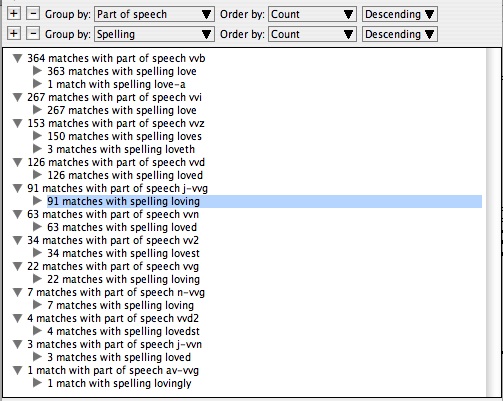 + − Group by: Part of speech Order by: Count Descending
+ − Group by: Spelling Order by: Count Descending
364 matches with part of speech vvb
363 matches with spelling love
1 match with spelling love-a
267 matches with part of speech vvi
267 matches with spelling love
153 matches with part of speech vvz
150 matches with spelling loves
3 matches with spelling loveth
126 matches with part of speech vvd
126 matches with spelling loved
91 matches with part of speech j-vvg
91 matches with spelling loving
63 matches with part of speech vvn
63 matches with spelling loved
34 matches with part of speech vv2
34 matches with spelling lovest
22 matches with part of speech vvg
22 matches with spelling loving
7 matches with part of speech n-vvg
7 matches with spelling loving
4 matches with part of speech vvd2
4 matches with spelling lovedst
3 matches with part of speech j-vvn
3 matches with spelling loved
1 match with part of speech av-vvg
1 match with spelling lovingly